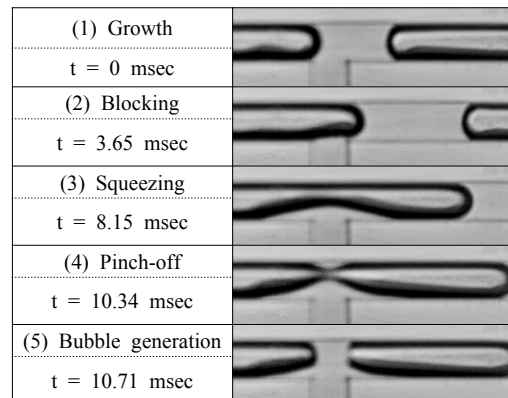 (1) Growth
t = 0 msec
(2) Blocking
t = 3.65 msec
(3) Squeezing
t = 8.15 msec
(4) Pinch-off
t = 10.34 msec
(5) Bubble generation
t = 10.71 msec